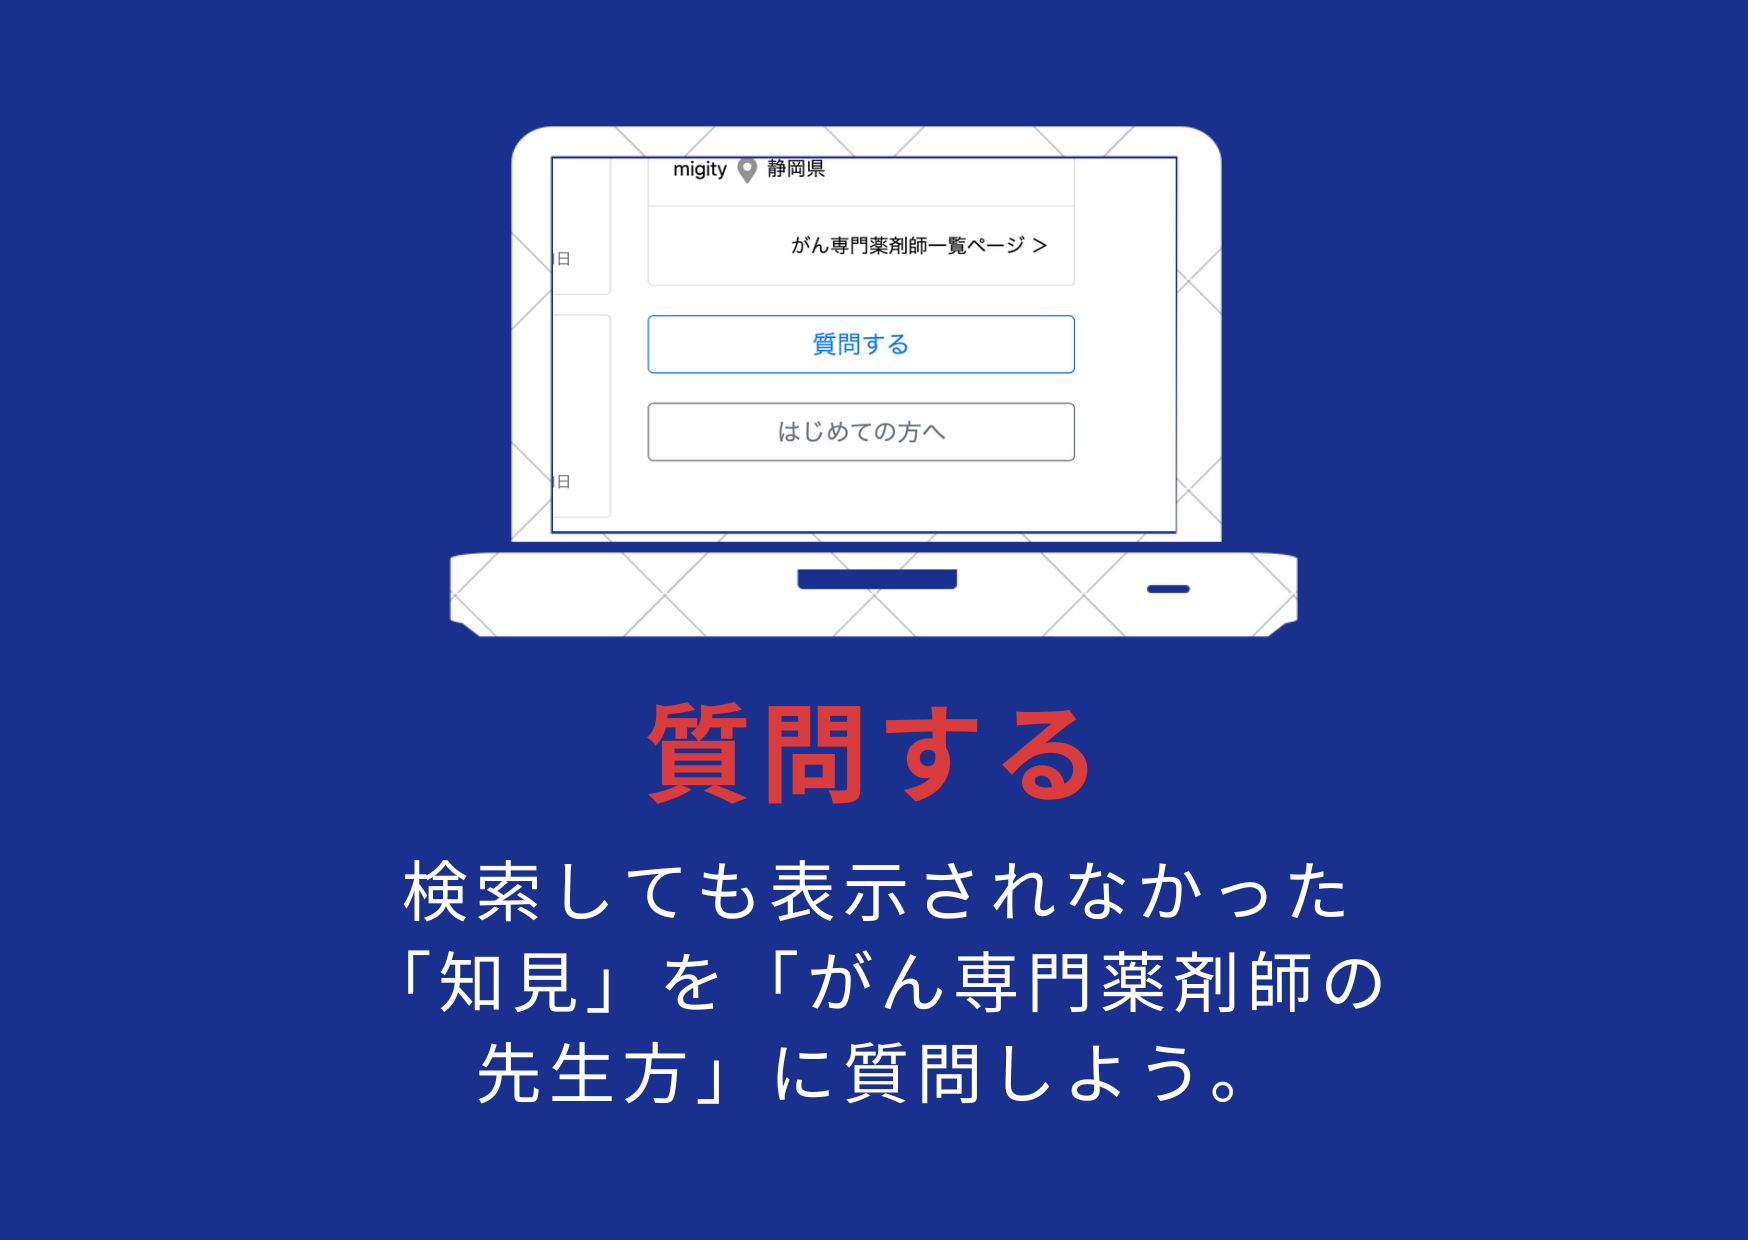 migity 静岡県
がん専門薬剤師一覧ページ >
日
質問する
はじめての方へ
日
質問する
検索しても表示されなかった
「知見」を「がん専門薬剤師の
先生方」に質問しよう。